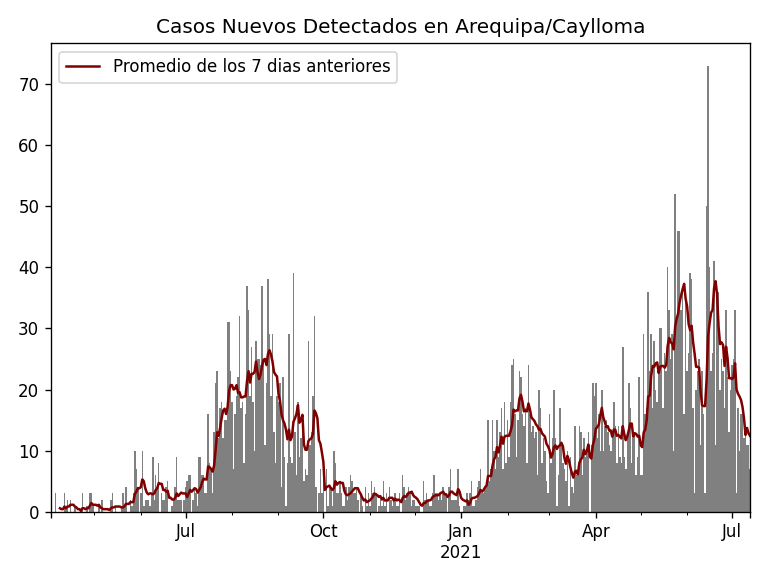 Casos Nuevos Detectados en Arequipa/Caylloma
Promedio de los 7 dias anteriores
70
60
50
40
30
20
10
0
Jul
Oct
Jan
2021
Apr
Jul